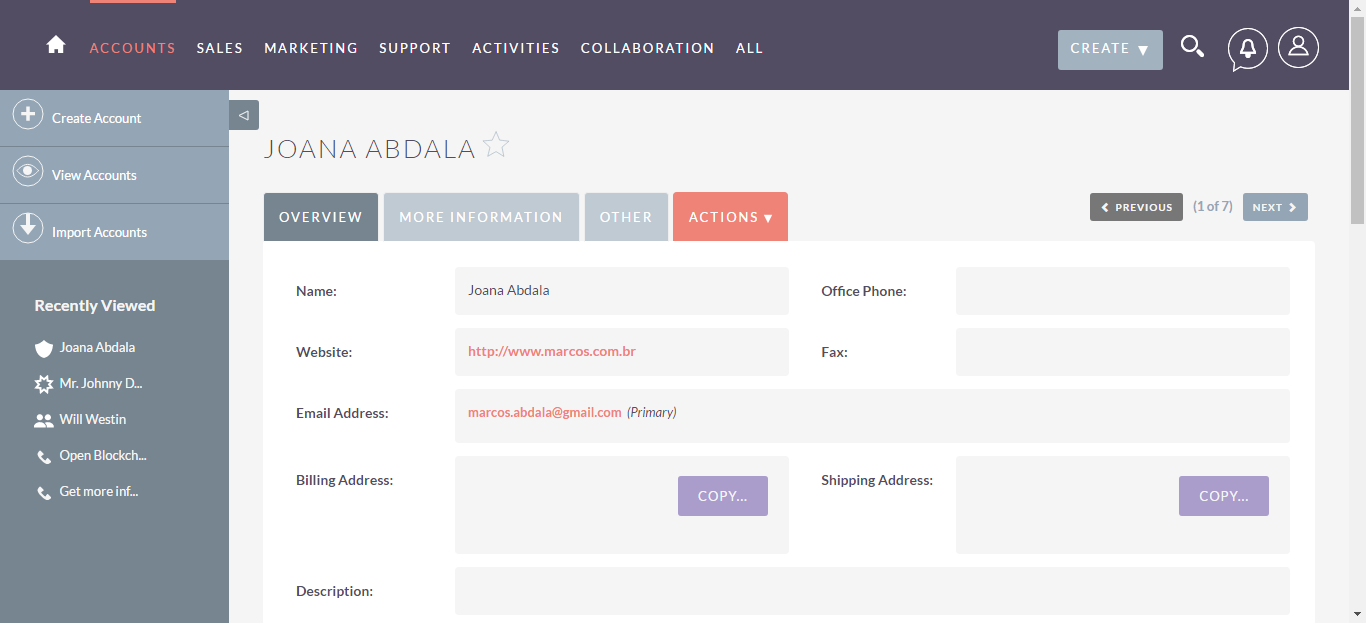 ACCOUNTS SALES MARKETING SUPPORT ACTIVITIES COLLABORATION ALL CREATE ▼
Create Account
View Accounts
Import Accounts
Recently Viewed
Joana Abdala
Mr. Johnny D...
Will Westin
Open Blockch...
Get more inf...
JOANA ABDALA
OVERVIEW MORE INFORMATION OTHER ACTIONS ▼ PREVIOUS (1 of 7) NEXT
Name: Joana Abdala Office Phone:
Website: http://www.marcos.com.br Fax:
Email Address: marcos.abdala@gmail.com (Primary)
Billing Address: COPY... Shipping Address: COPY...
Description: